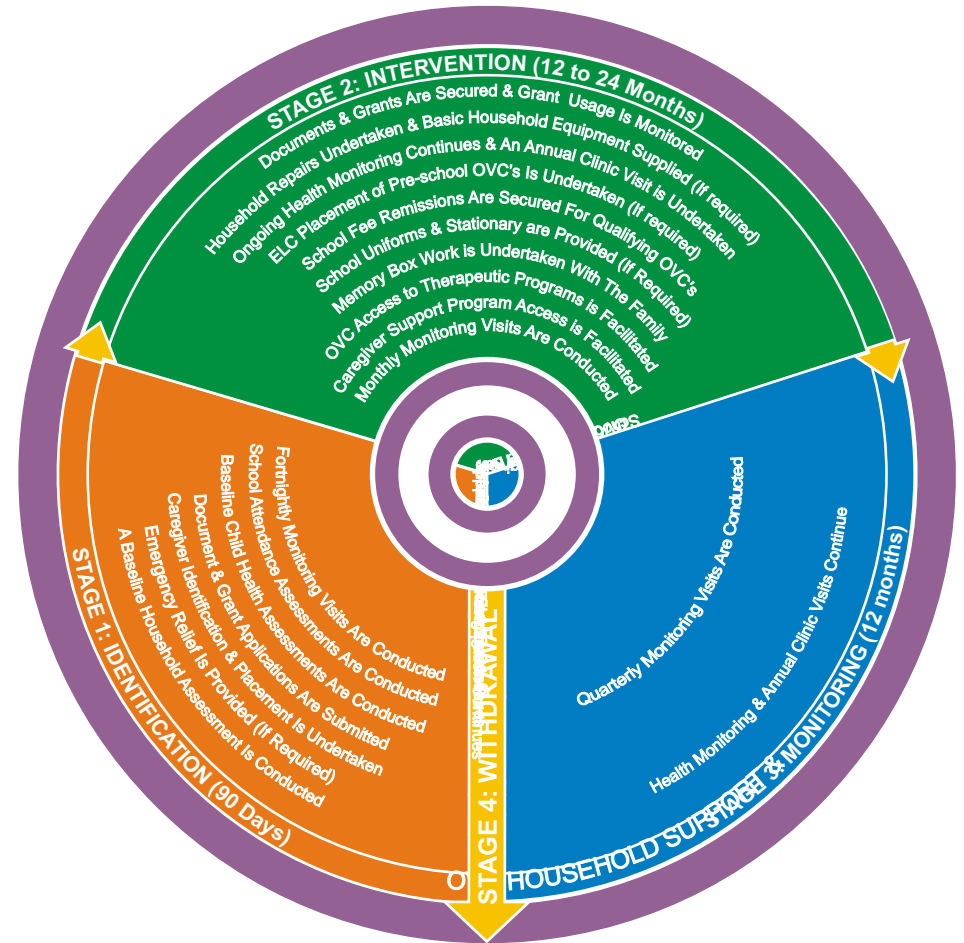 STAGE 1: IDENTIFICATION (90 Days)
A Baseline Household Assessment Is Conducted
Emergency Relief Is Provided (If Required)
Caregiver Identification & Placement Is Undertaken
Document & Grant Applications Are Submitted
Baseline Child Health Assessments Are Conducted
School Attendance Assessments Are Conducted
Fortnightly Monitoring Visits Are Conducted
STAGE 2: INTERVENTION (12 to 24 Months)
Documents & Grants Are Secured & Grant  Usage Is Monitored
Household Repairs Undertaken & Basic Household Equipment Supplied (If required)
Ongoing Health Monitoring Continues & An Annual Clinic Visit is Undertaken
ELC Placement of Pre-school OVC's Is Undertaken (If required)
School Fee Remissions Are Secured For Qualifying OVC's
School Uniforms & Stationary are Provided (If Required)
Memory Box Work is Undertaken With The Family
OVC Access to Therapeutic Programs is Facilitated
Caregiver Support Program Access is Facilitated
Monthly Monitoring Visits Are Conducted
STAGE 3: MONITORING (12 months)
Health Monitoring & Annual Clinic Visits Continue
Quarterly Monitoring Visits Are Conducted
STAGE 4: WITHDRAWAL
HOUSEHOLD SUPPORT &